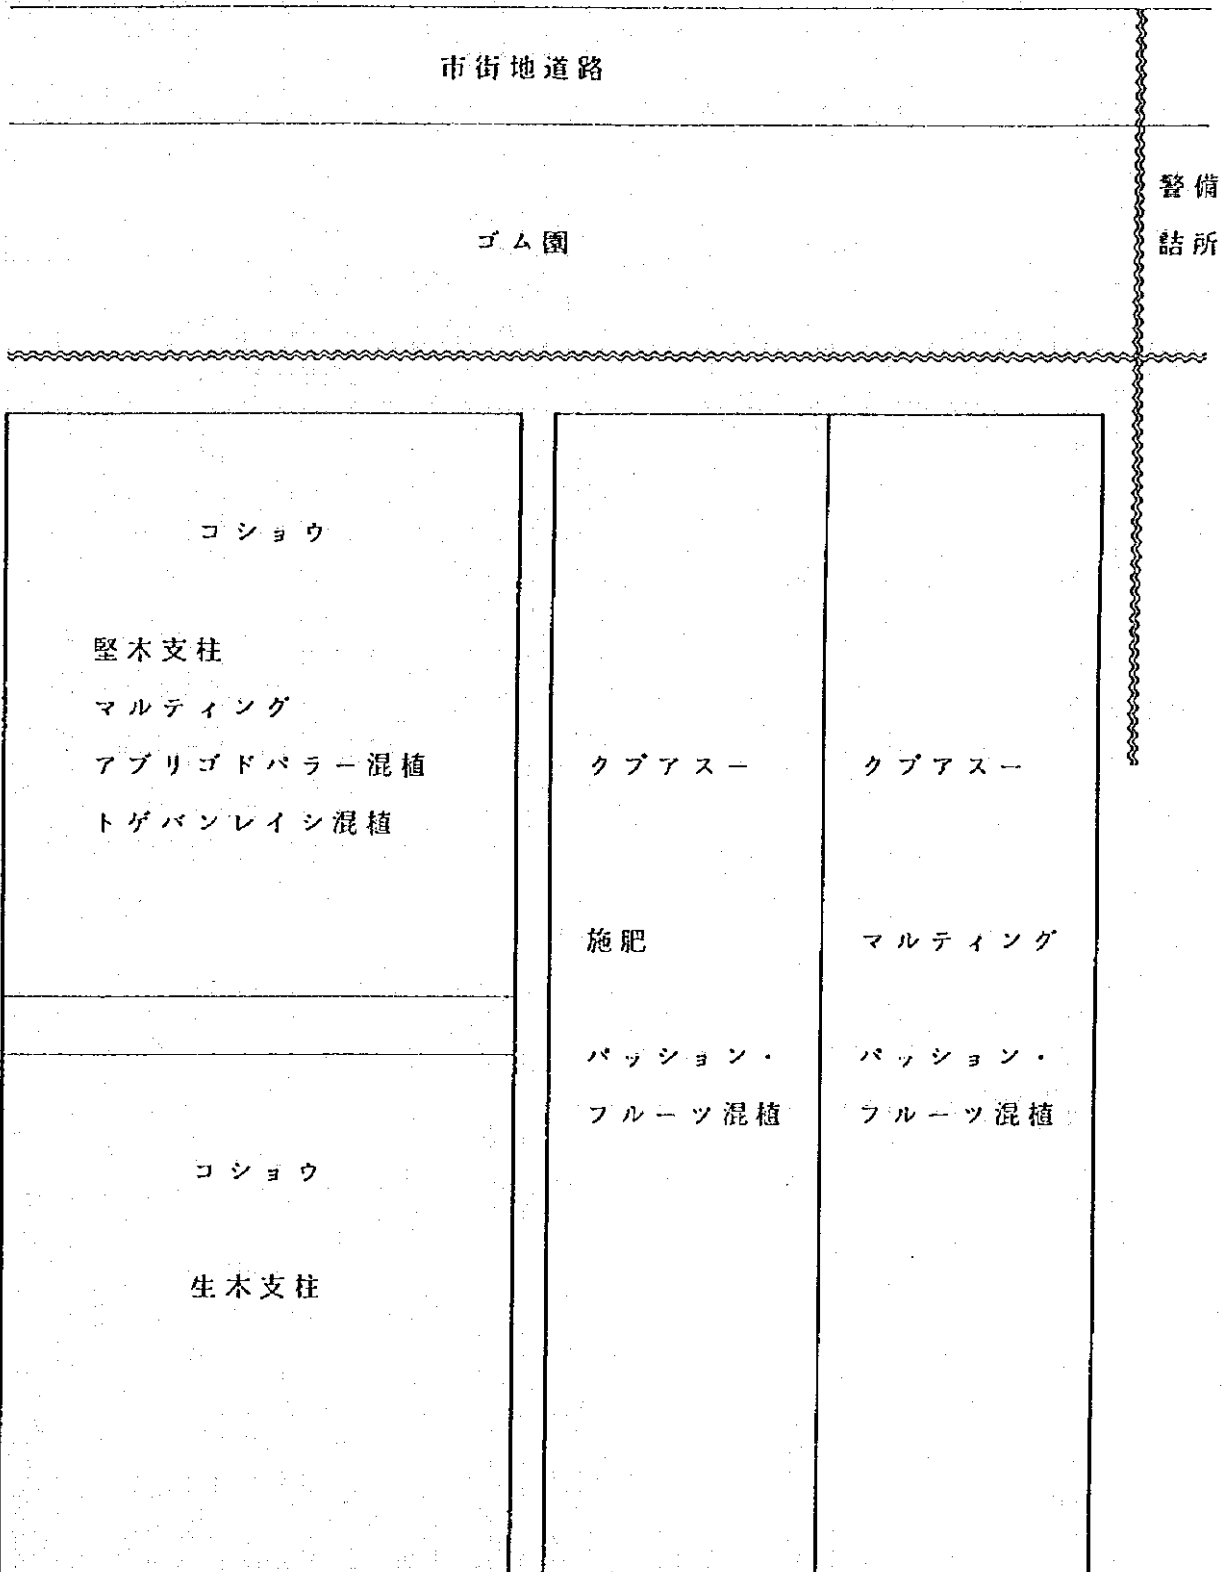 市街地道路
警備
詰所
ゴム園
コショウ
堅木支柱
マルティング
アブリゴドパラー混植
トゲバンレイシ混植
コショウ
生木支柱
クプアスー
施肥
パッション・
フルーツ混植
クプアスー
マルティング
パッション・
フルーツ混植